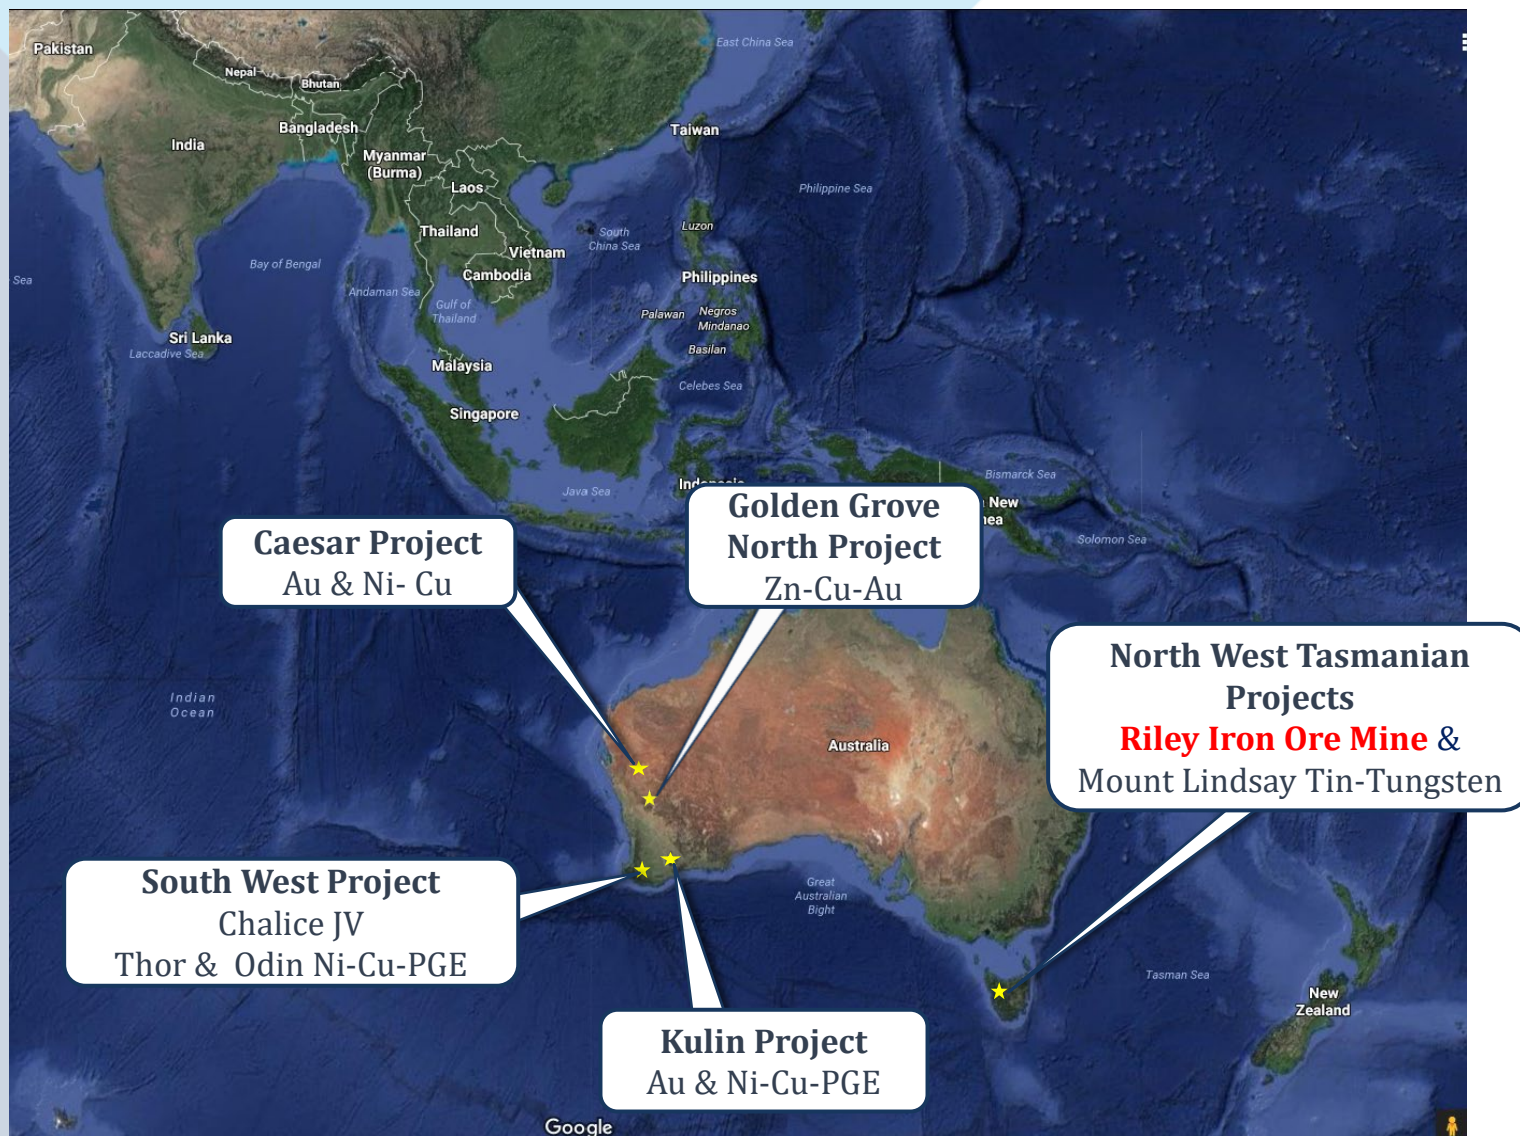 East China Sea
Pakistan
Nepal
Bhutan
Bangladesh
Taiwan
India
Myanmar
(Burma)
Laos
Philippine Sea
Thailand
Luzon
South
China Sea
Vietnam
Bay of Bengal
Cambodia
Philippines
Sea
Andaman Sea
Gulf of
Thailand
Palawan
Negros
Mindanao
Sri Lanka
Laccadive Sea
Basilan
Malaysia
Celebes Sea
Singapore
Bismarck Sea
Java Sea
New
Solomon Sea
Caesar Project
Au & Ni- Cu
Golden Grove
North Project
Zn-Cu-Au
North West Tasmanian
Projects
Riley Iron Ore Mine &
Mount Lindsay Tin-Tungsten
Indian
Ocean
Australia
South West Project
Chalice JV
Thor & Odin Ni-Cu-PGE
Great
Australian
Bight
Tasman Sea
New
Zealand
Kulin Project
Au & Ni-Cu-PGE
Google